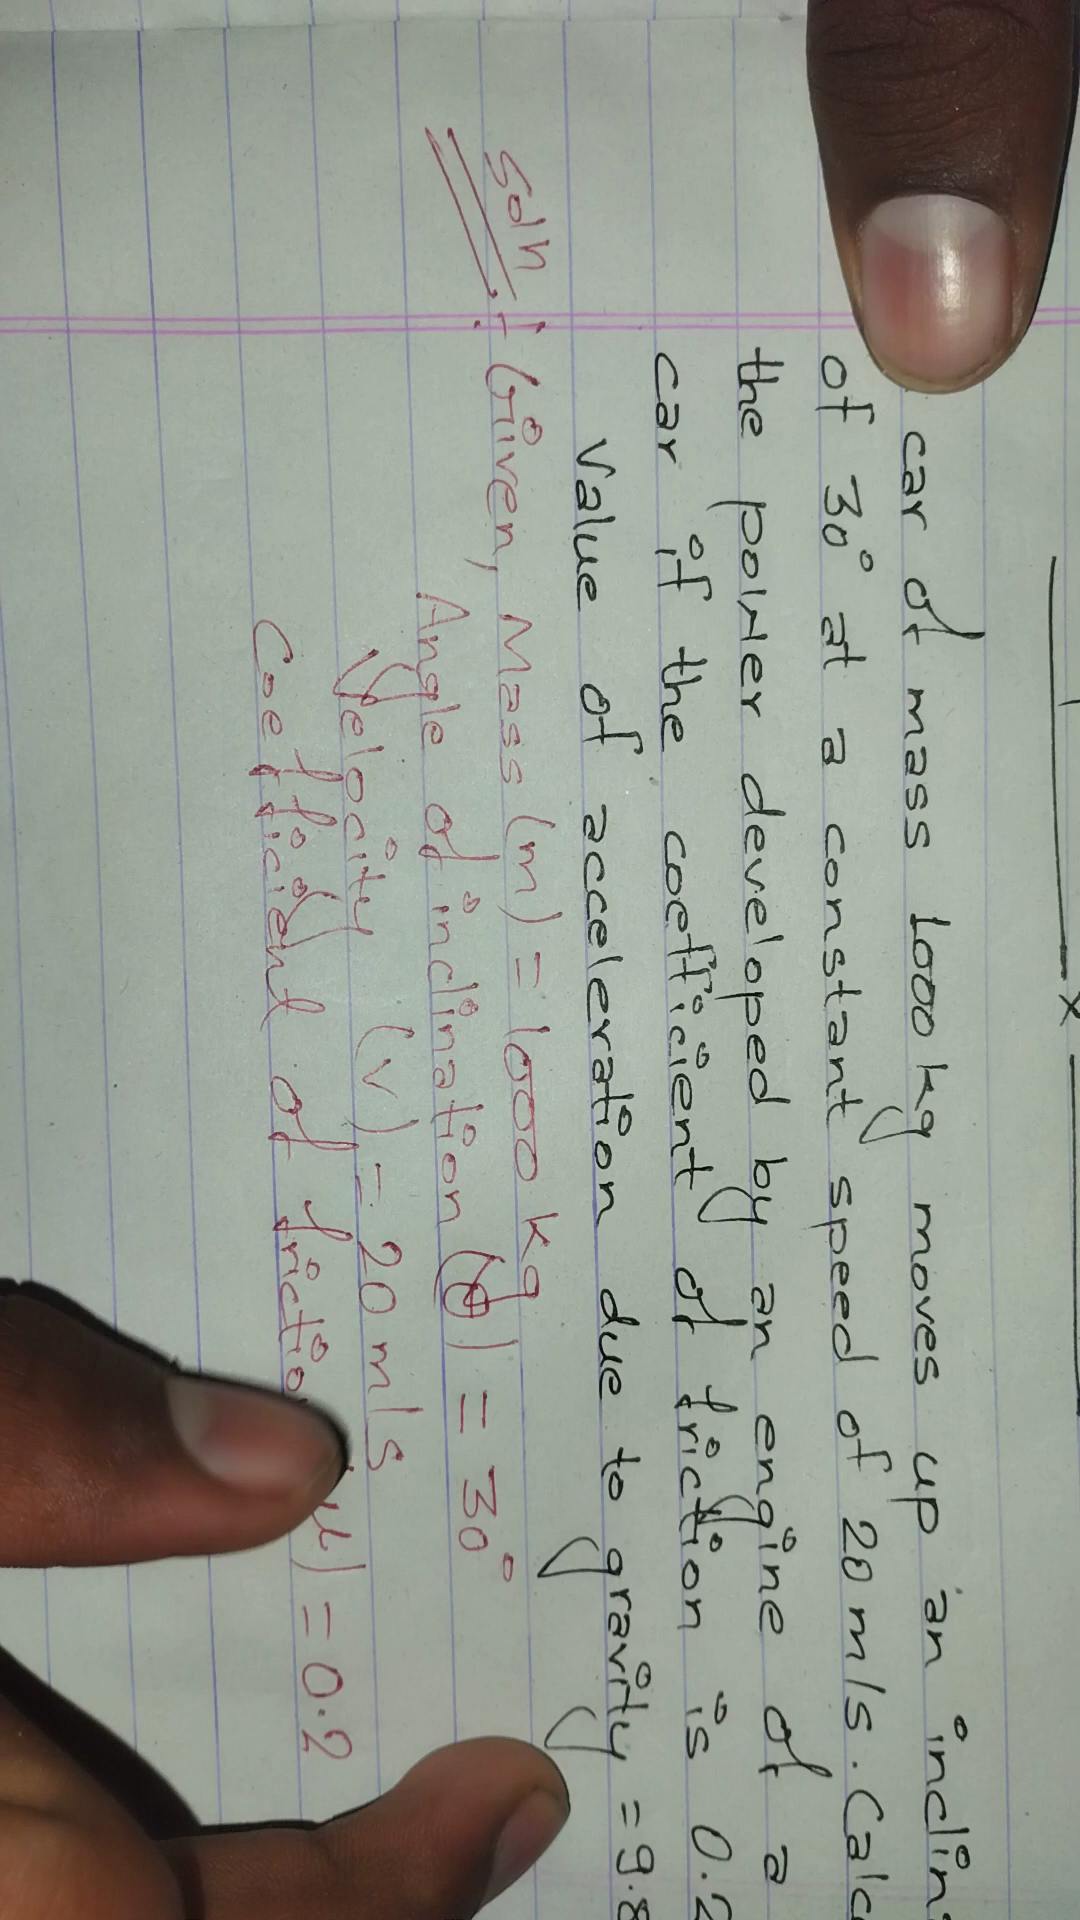 car of mass 1000 kg moves up an inclin
of 30° at a constant speed of 20 m/s. Calc
the power developed by an engine of a
car if the coefficient of friction is 0.2
Value of acceleration due to gravity = 9.8
Soln :- Given, Mass (m) = 1000 kg
Angle of inclination (θ) = 30°
Velocity (v) = 20 m/s
Coefficient of frictio μ) = 0.2